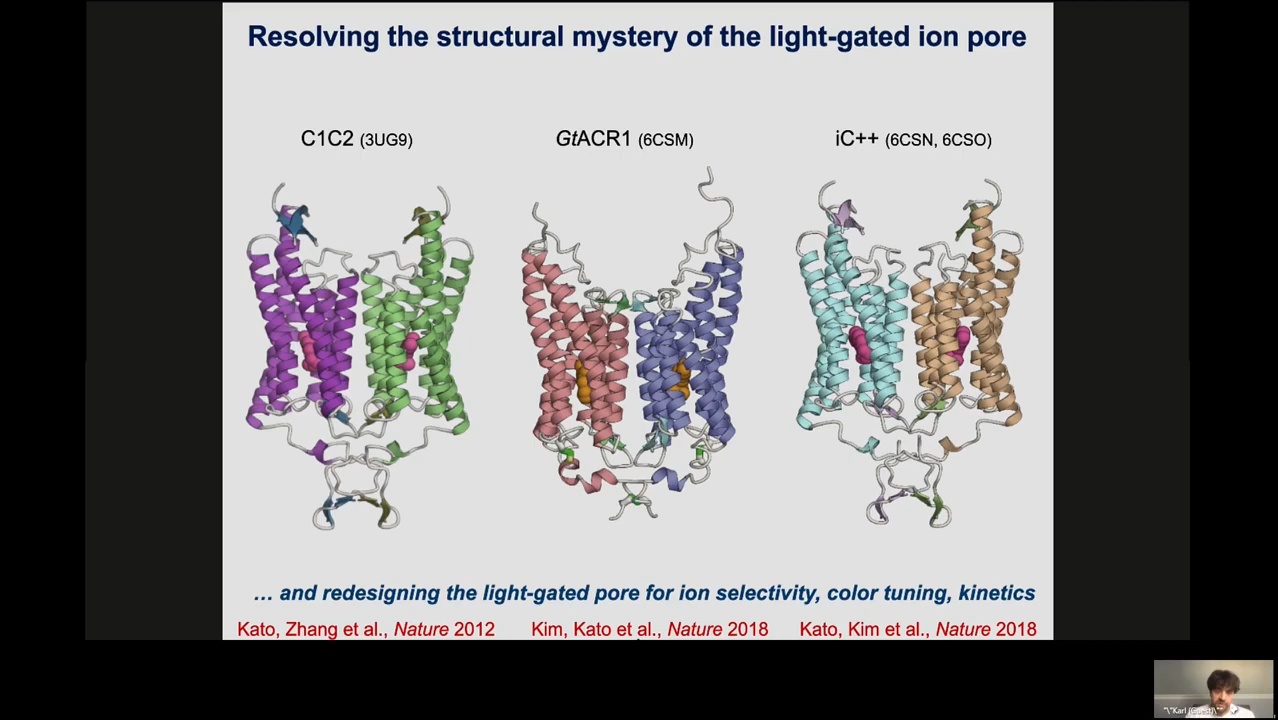 Resolving the structural mystery of the light-gated ion pore
C1C2 (3UG9)
GtACR1 (6CSM)
iC++ (6CSN, 6CSO)
… and redesigning the light-gated pore for ion selectivity, color tuning, kinetics
Kato, Zhang et al., Nature 2012
Kim, Kato et al., Nature 2018
Kato, Kim et al., Nature 2018
"\"Karl (Guest)\"